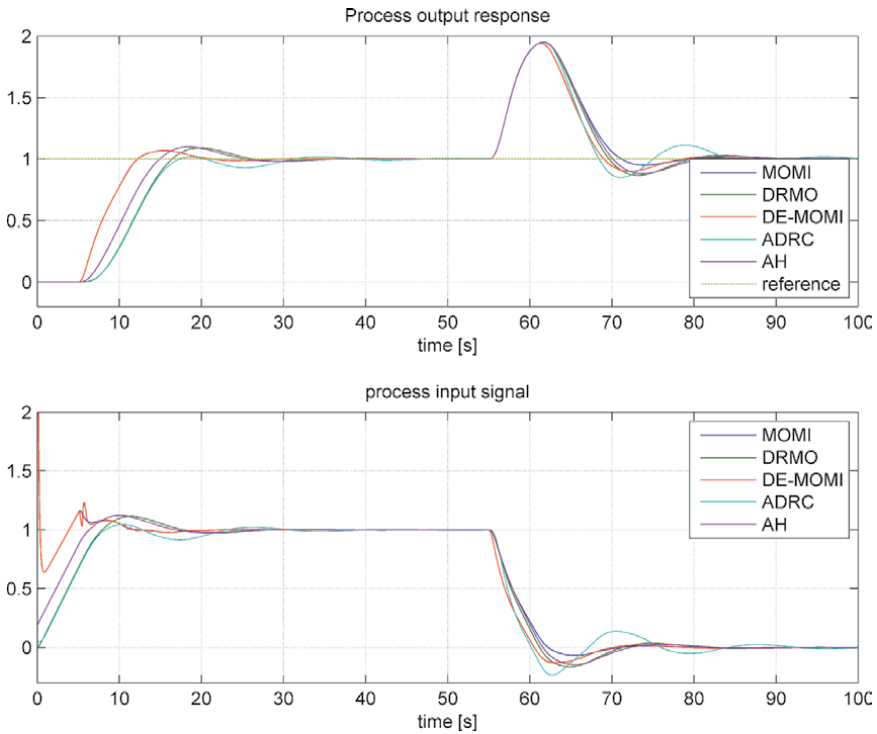 Process output response
2
1.5
1
0.5
0
MOMI
DRMO
DE-MOMI
ADRC
AH
reference
0 10 20 30 40 50 60 70 80 90 100
time [s]
process input signal
2
1.5
1
0.5
0
MOMI
DRMO
DE-MOMI
ADRC
AH
0 10 20 30 40 50 60 70 80 90 100
time [s]